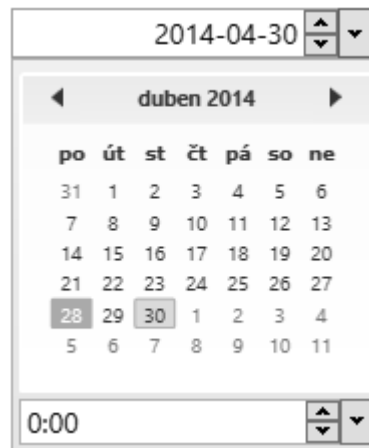 2014-04-30
duben 2014
po út st čt pá so ne
31 1 2 3 4 5 6
7 8 9 10 11 12 13
14 15 16 17 18 19 20
21 22 23 24 25 26 27
28 29 30 1 2 3 4
5 6 7 8 9 10 11
0:00